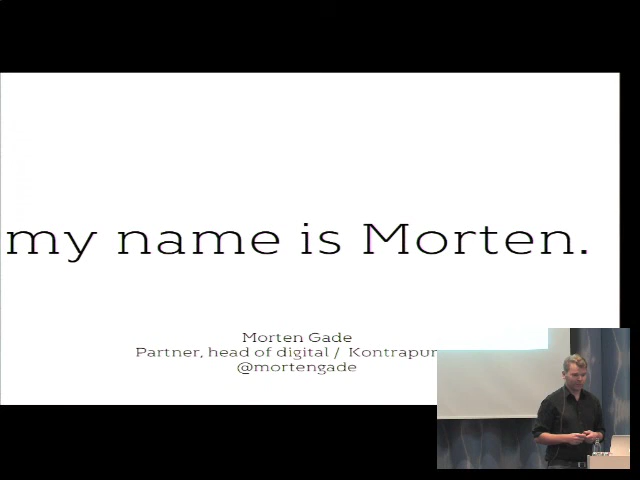 my name is Morten.
Morten Gade
Partner, head of digital / Kontrapun
@mortengade